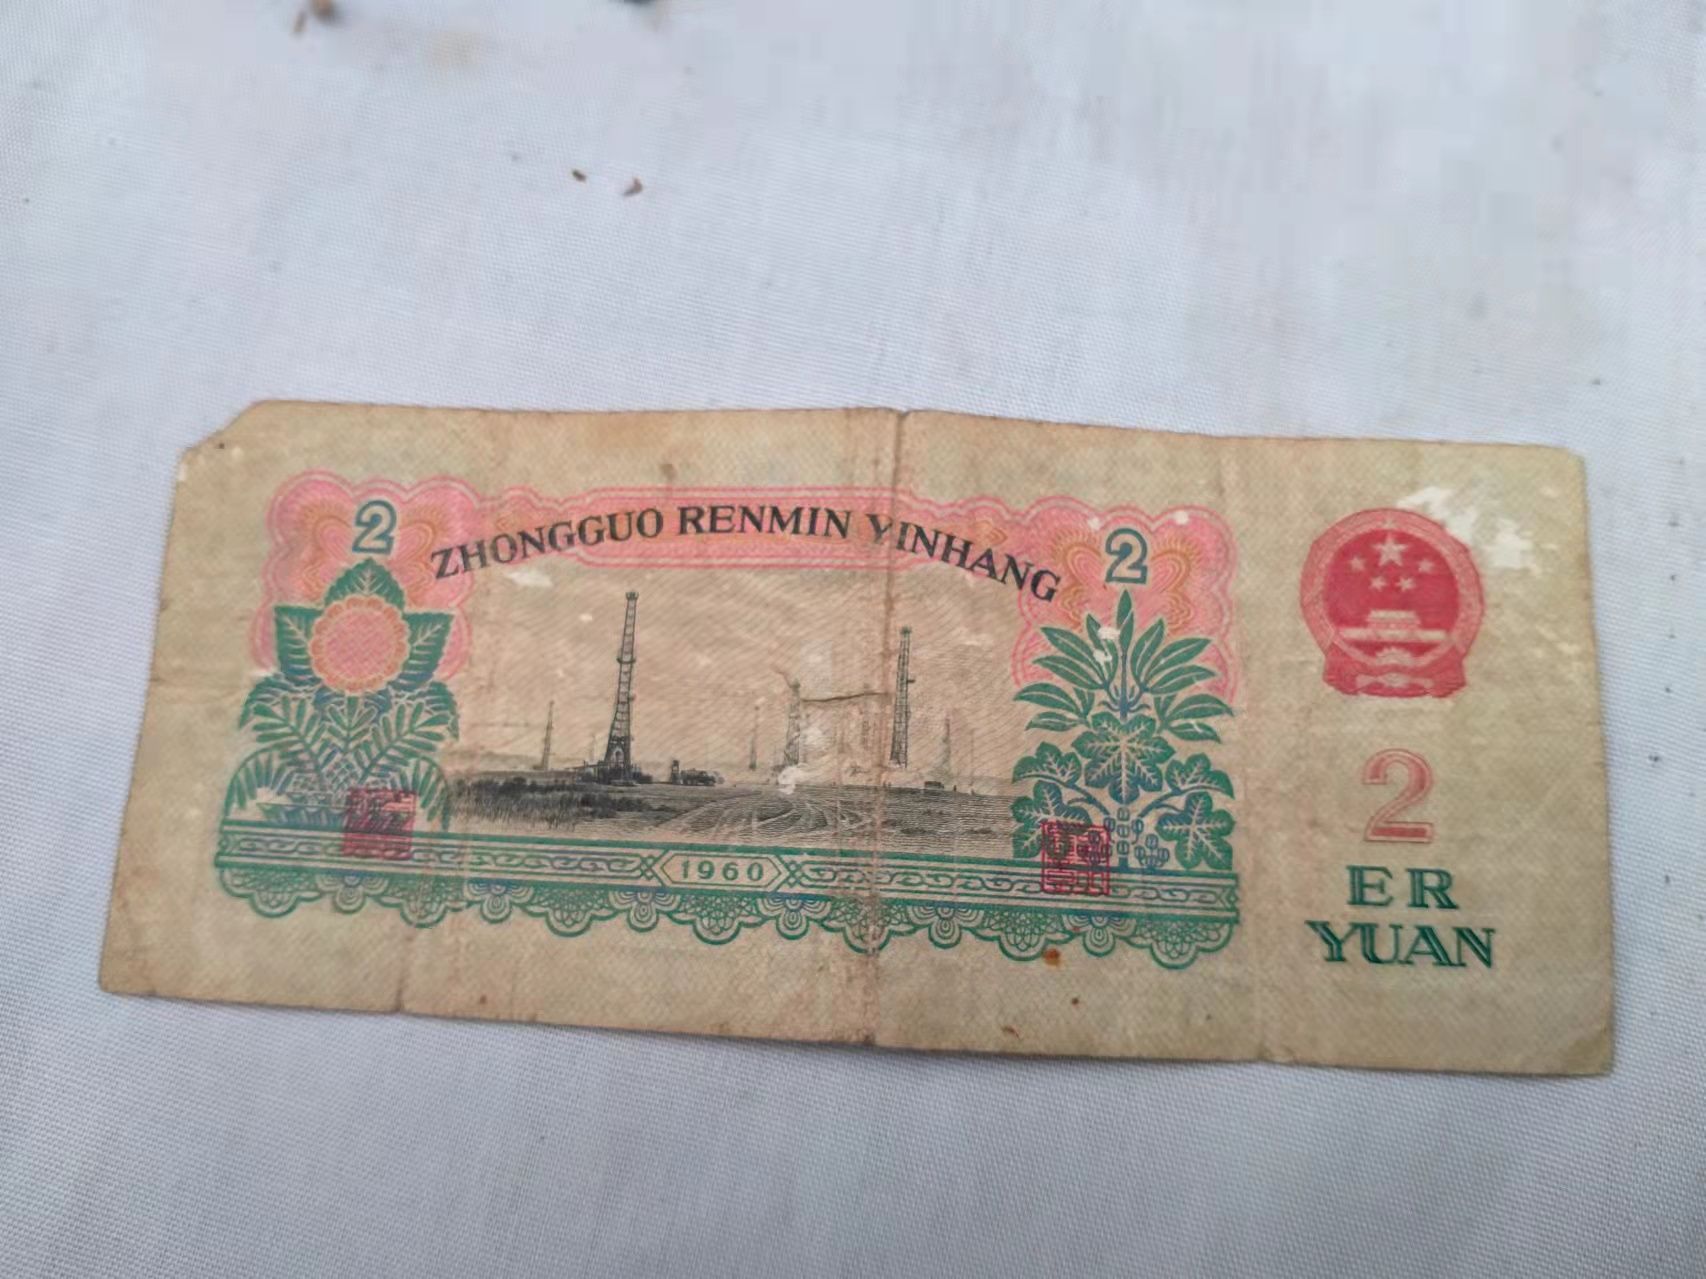 2 ZHONGGUO RENMIN YINHANG 2
1960
2
ER
YUAN